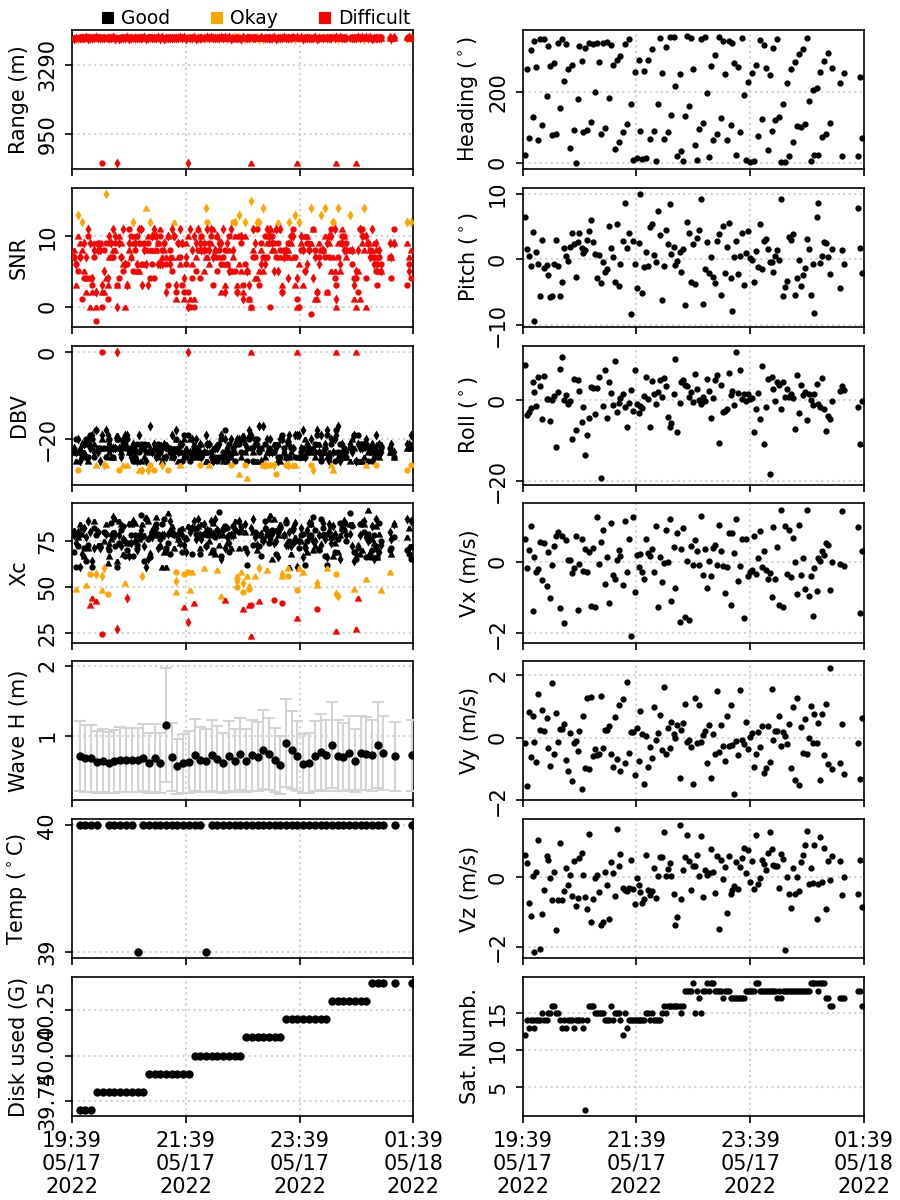 Good Okay Difficult
Range (m)
3290
950
Heading (°)
200
0
SNR
10
0
Pitch (°)
10
0
−10
DBV
0
−20
Roll (°)
0
−20
Xc
75
50
25
Vx (m/s)
0
−2
Wave H (m)
2
1
Vy (m/s)
2
0
−2
Temp (°C)
40
39
Vz (m/s)
0
−2
Disk used (G)
40.25
40.00
39.75
Sat. Numb.
15
10
5
19:39 21:39 23:39 01:39 19:39 21:39 23:39 01:39
05/17 05/17 05/17 05/18 05/17 05/17 05/17 05/18
2022 2022 2022 2022 2022 2022 2022 2022